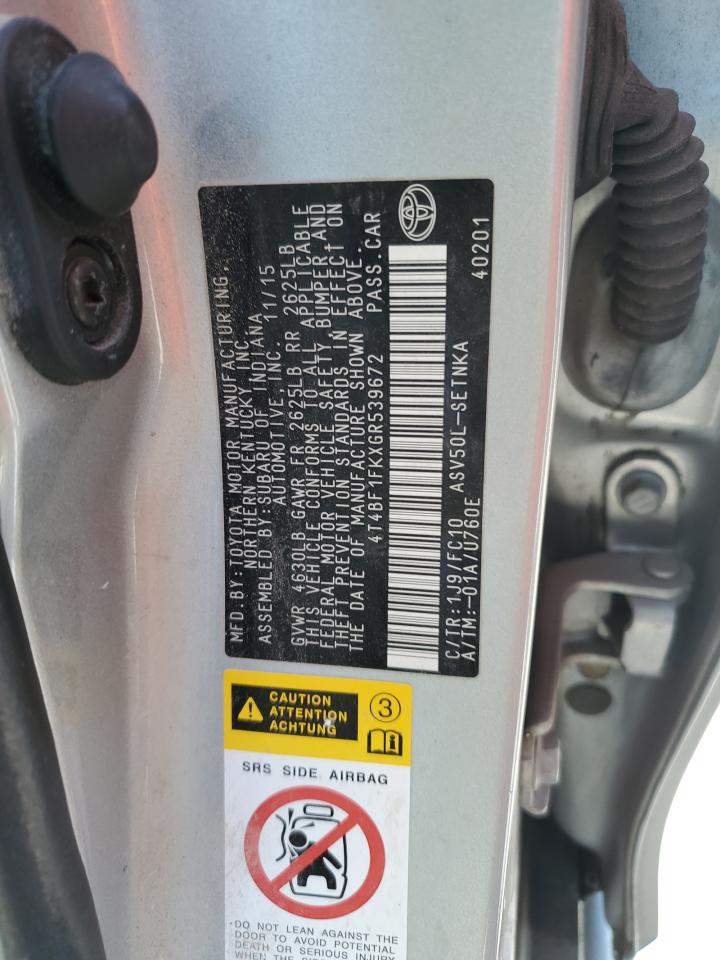 MFD.BY:TOYOTA MOTOR MANUFACTURING,
NORTHERN KENTUCKY, INC.
ASSEMBLED BY:SUBARU OF INDIANA
AUTOMOTIVE,INC. 11/15
GVWR 4630LB GAWR FR 2625LB RR 2625LB
THIS VEHICLE CONFORMS TO ALL APPLICABLE
FEDERAL MOTOR VEHICLE SAFETY, BUMPER AND
THEFT PREVENTION STANDARDS IN EFFECT ON
THE DATE OF MANUFACTURE SHOWN ABOVE.
4T4BF1FKXGR539672 PASS.CAR
C/TR:1J9/FC10 ASV50L-SETNKA
A/TM:-01A/U760E
40201
CAUTION
ATTENTION
ACHTUNG
3
SRS SIDE AIRBAG
DO NOT LEAN AGAINST THE
DOOR TO AVOID POTENTIAL
DEATH OR SERIOUS INJURY